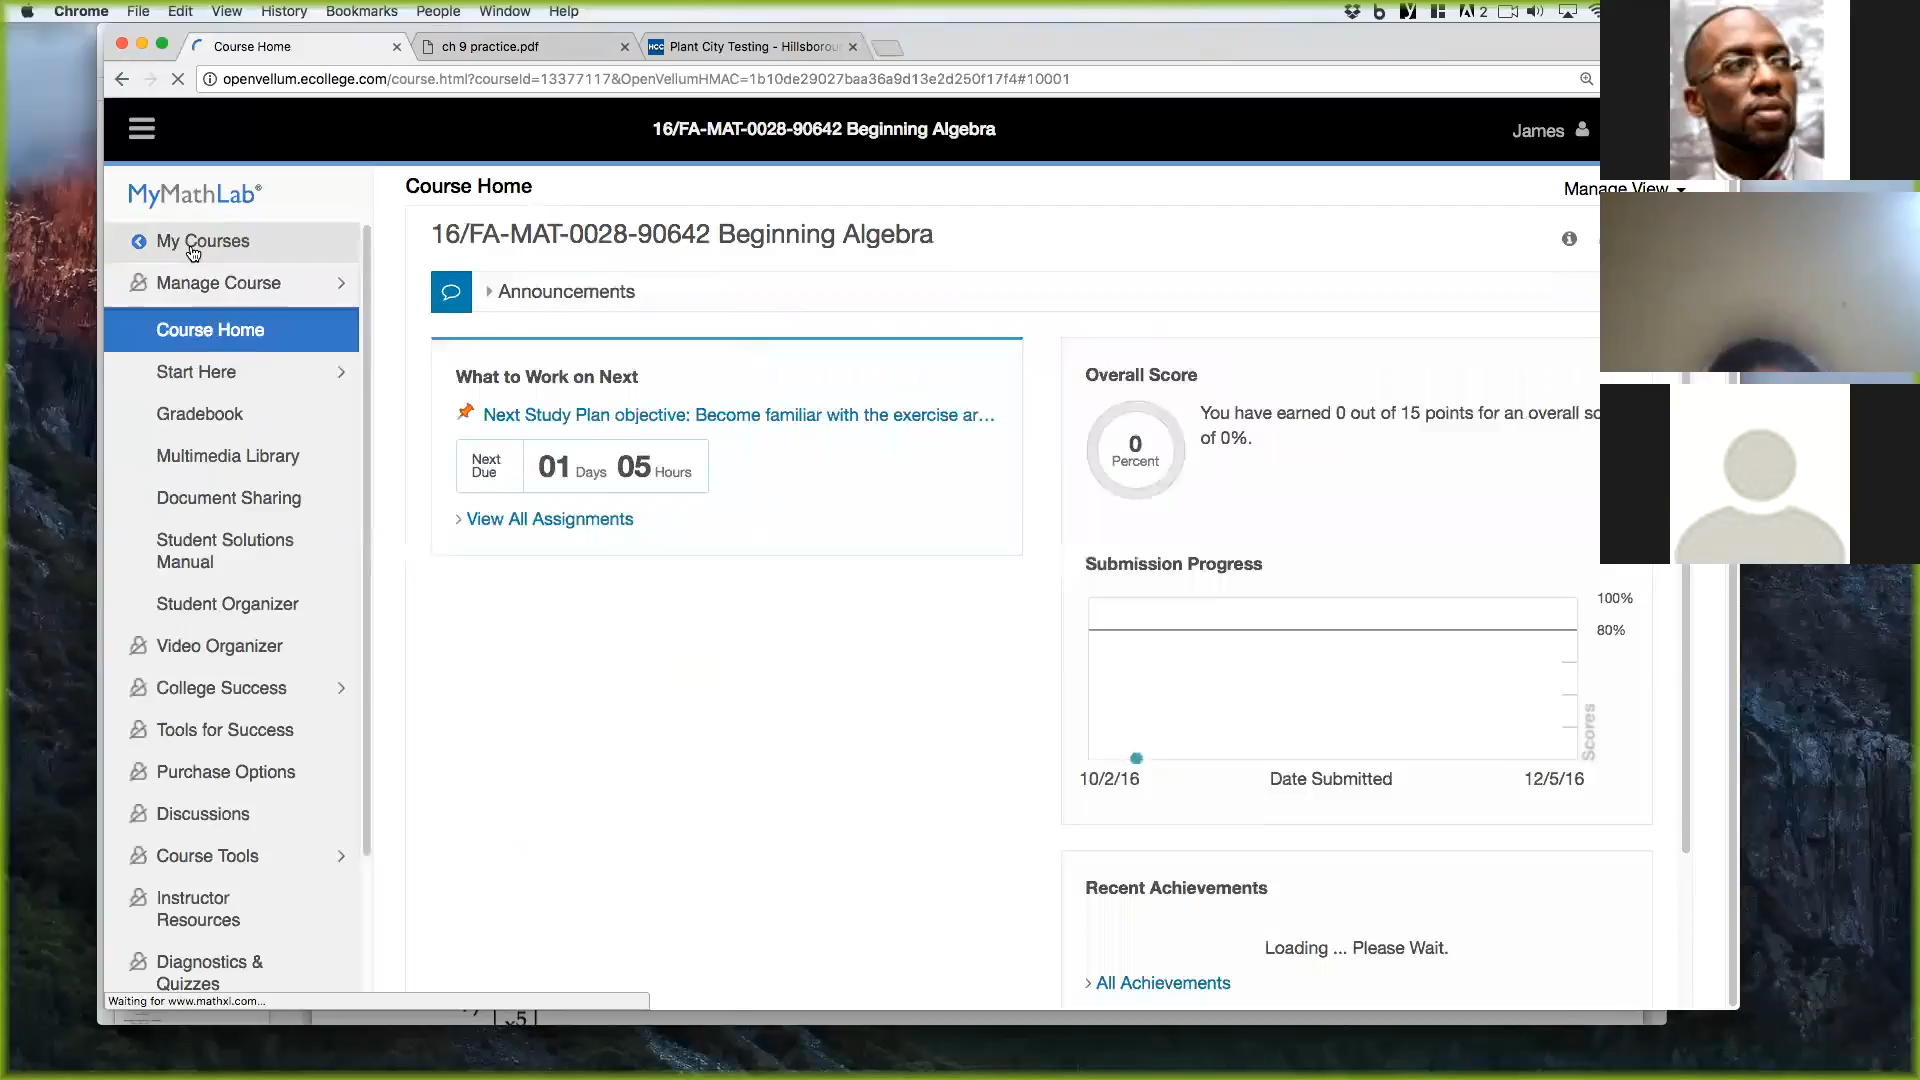 Chrome File Edit View History Bookmarks People Window Help
2
Course Home
ch 9 practice.pdf
HCC Plant City Testing - Hillsborou
openvellum.ecollege.com/course.html?courseId=13377117&OpenVellumHMAC=1b10de29027baa36a9d13e2d250f17f4#10001
16/FA-MAT-0028-90642 Beginning Algebra
James
MyMathLab®
Course Home
Manage View
My Courses
16/FA-MAT-0028-90642 Beginning Algebra
Manage Course
Announcements
Course Home
Start Here
Gradebook
Multimedia Library
Document Sharing
Student Solutions
Manual
Student Organizer
Video Organizer
College Success
Tools for Success
Purchase Options
Discussions
Course Tools
Instructor
Resources
Diagnostics &
Quizzes
What to Work on Next
Next Study Plan objective: Become familiar with the exercise ar...
Next
Due
01 Days 05 Hours
View All Assignments
Overall Score
0
Percent
You have earned 0 out of 15 points for an overall sc
of 0%.
Submission Progress
100%
80%
Scores
10/2/16
Date Submitted
12/5/16
Recent Achievements
Loading ... Please Wait.
All Achievements
Waiting for www.mathxl.com...